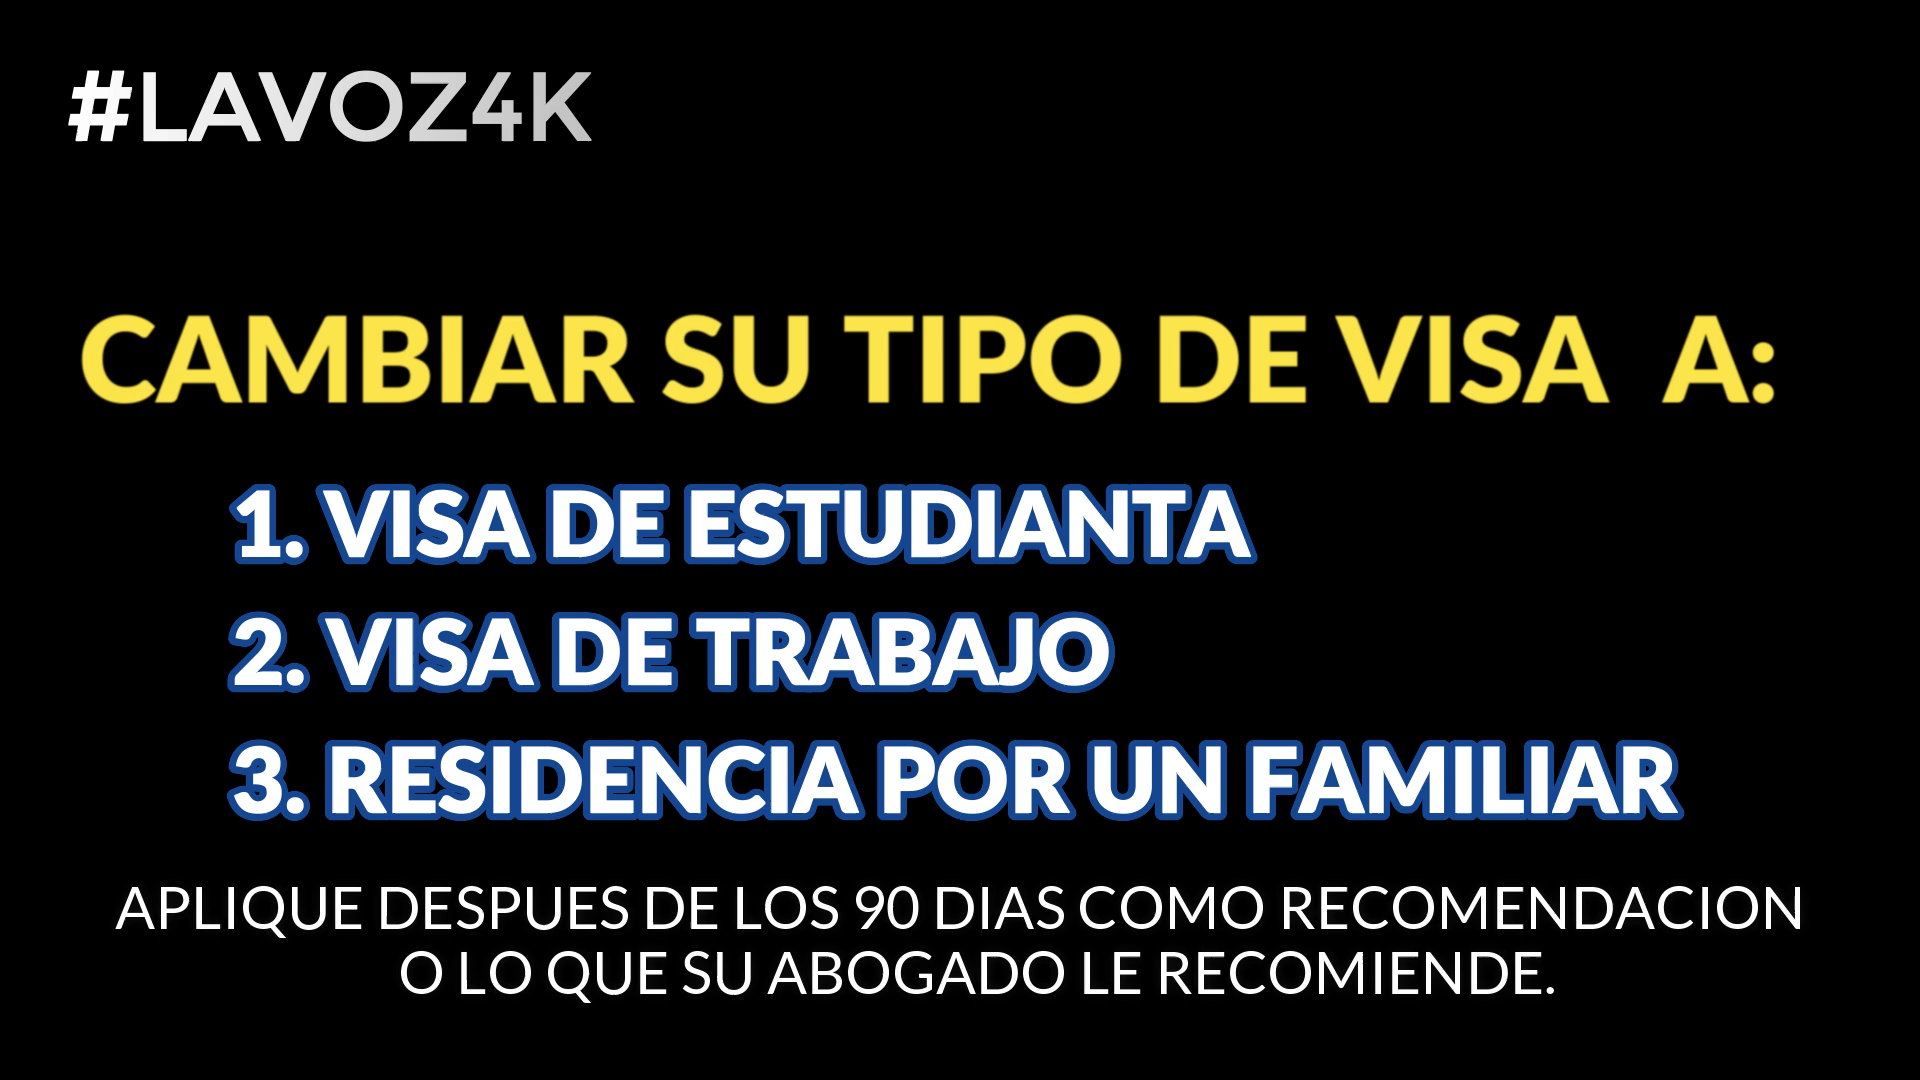 #LAVOZ4K
CAMBIAR SU TIPO DE VISA A:
1. VISA DE ESTUDIANTA
2. VISA DE TRABAJO
3. RESIDENCIA POR UN FAMILIAR
APLIQUE DESPUES DE LOS 90 DIAS COMO RECOMENDACION
O LO QUE SU ABOGADO LE RECOMIENDE.